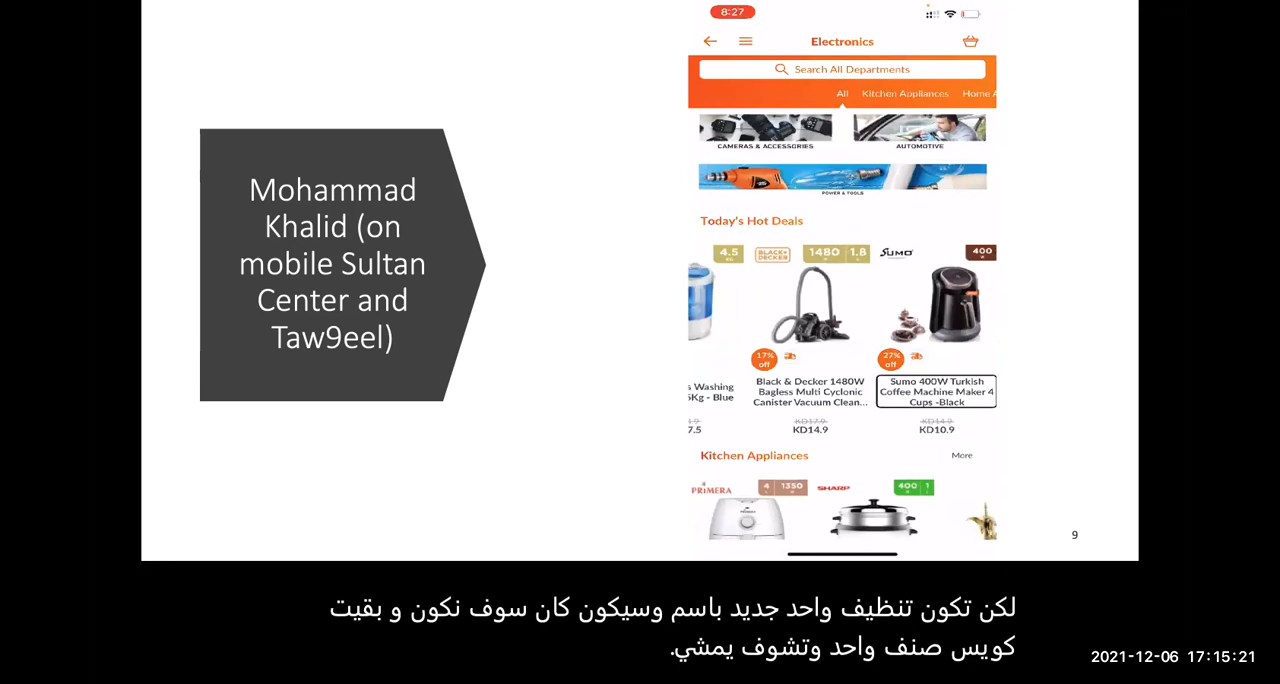 Mohammad
Khalid (on
mobile Sultan
Center and
Taw9eel)
8:27
Electronics
Search All Departments
All Kitchen Appliances Home A
CAMERAS & ACCESSORIES AUTOMOTIVE
POWER & TOOLS
Today's Hot Deals
4.5 BLACK+ DECKER 1480 1.8 SUMO 400
17% off 27% off
s Washing
5Kg - Blue
7.5
Black & Decker 1480W
Bagless Multi Cyclonic
Canister Vacuum Clean...
KD17.9
KD14.9
Sumo 400W Turkish
Coffee Machine Maker 4
Cups -Black
KD10.9
Kitchen Appliances More
PRIMERA 4 1350 SHARP 400 1
9
لكن تكون تنظيف واحد جديد باسم وسيكون كان سوف نكون و بقيت
كويس صنف واحد وتشوف يمشي.
2021-12-06 17:15:21